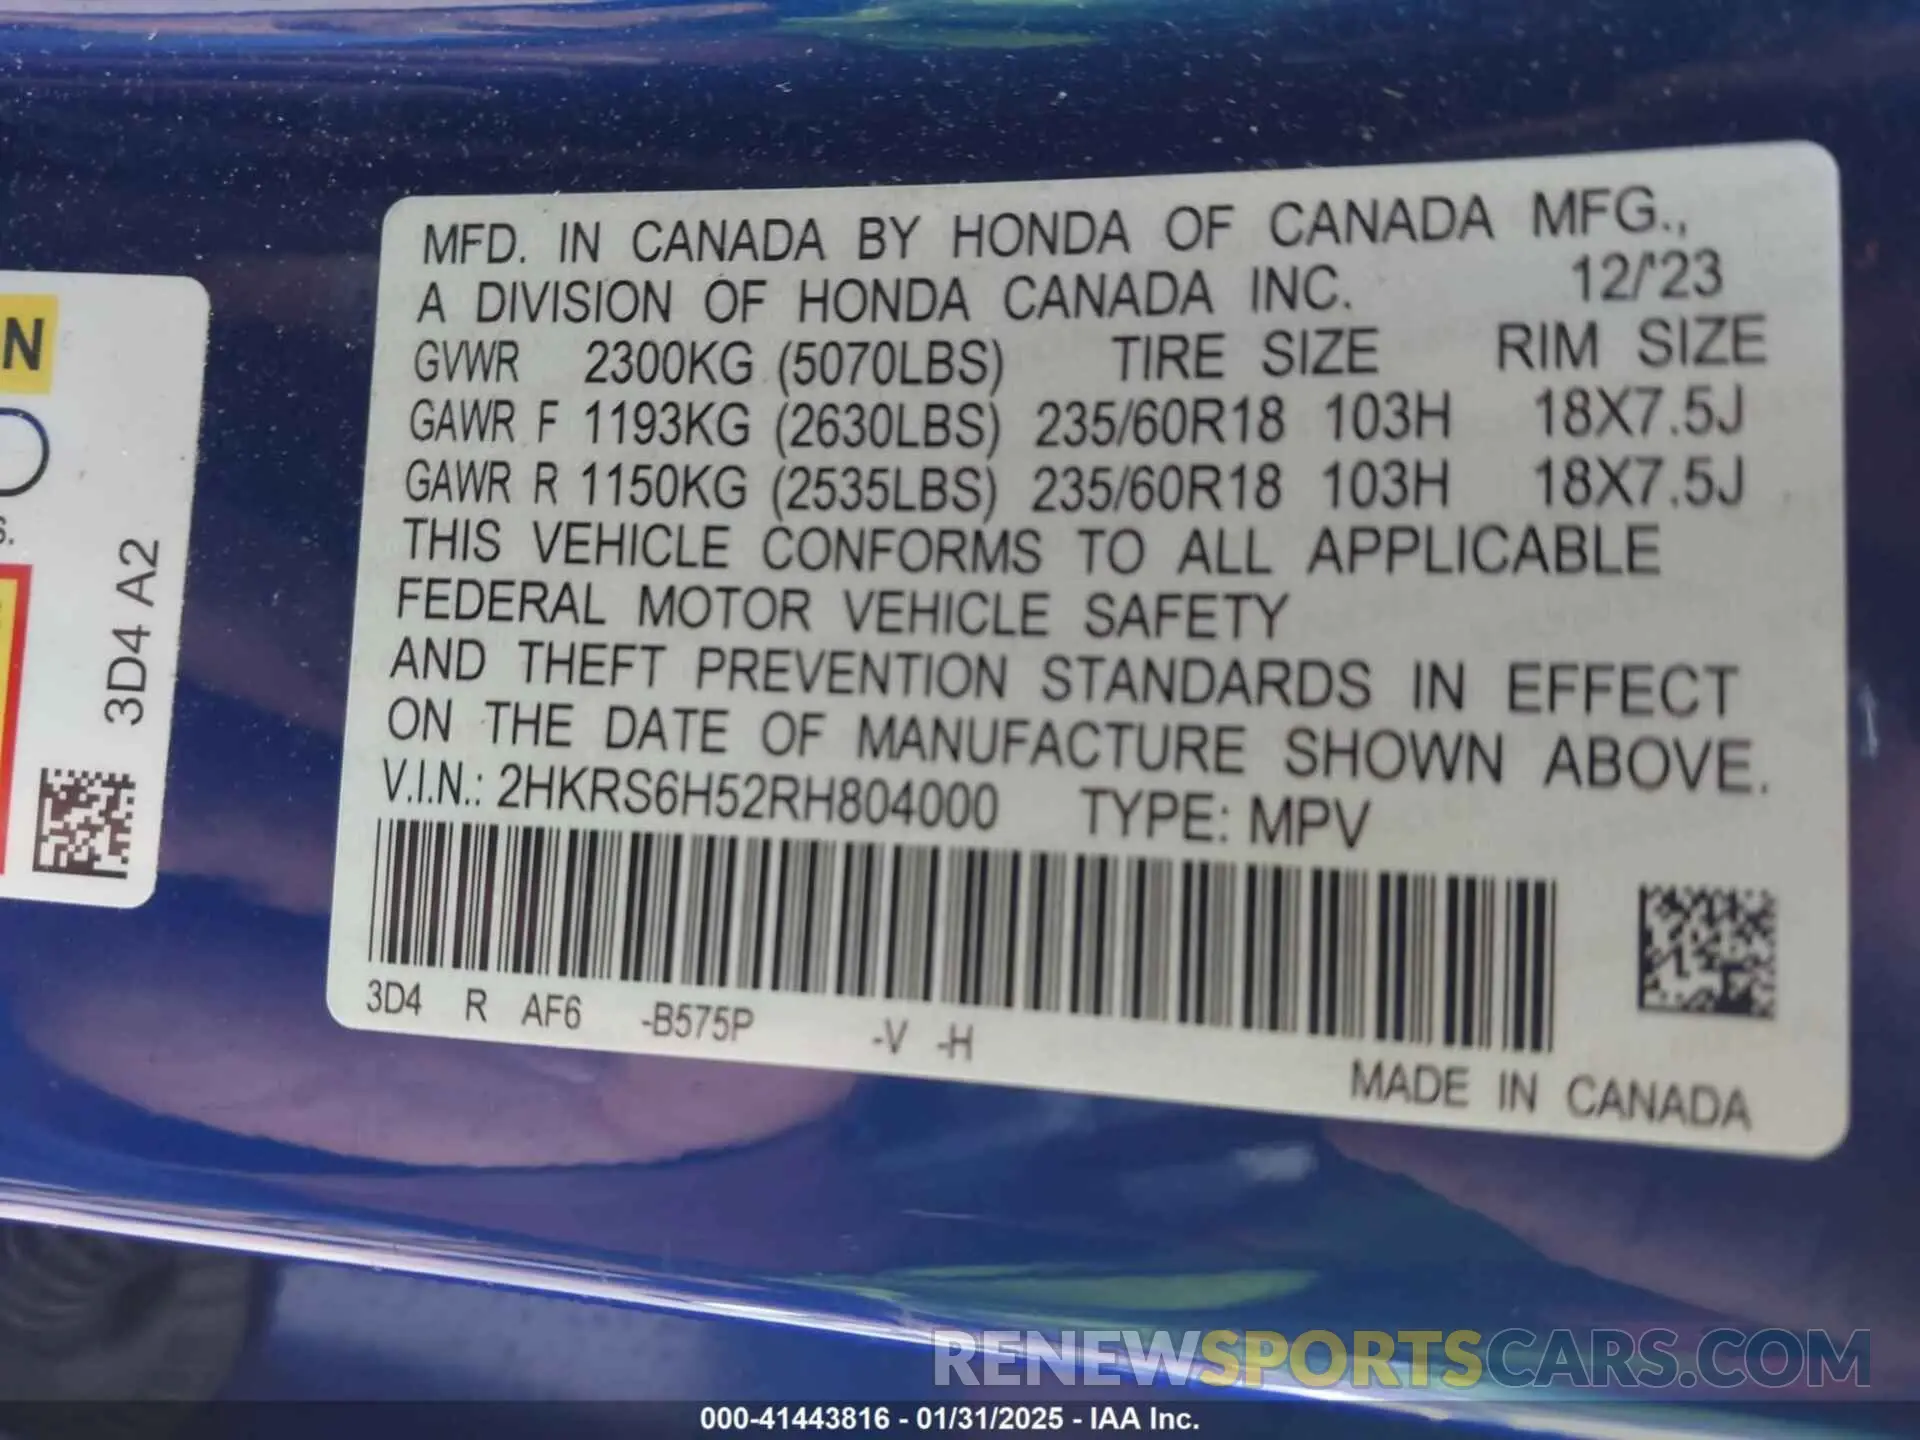 MFD. IN CANADA BY HONDA OF CANADA MFG.,
A DIVISION OF HONDA CANADA INC. 12/'23
GVWR 2300KG (5070LBS) TIRE SIZE RIM SIZE
GAWR F 1193KG (2630LBS) 235/60R18 103H 18X7.5J
GAWR R 1150KG (2535LBS) 235/60R18 103H 18X7.5J
THIS VEHICLE CONFORMS TO ALL APPLICABLE
FEDERAL MOTOR VEHICLE SAFETY
AND THEFT PREVENTION STANDARDS IN EFFECT
ON THE DATE OF MANUFACTURE SHOWN ABOVE.
V.I.N.: 2HKRS6H52RH804000 TYPE: MPV
3D4 R AF6 -B575P -V -H
MADE IN CANADA
N
S.
3D4 A2
RENEWSPORTSCARS.COM
000-41443816 - 01/31/2025 - IAA Inc.